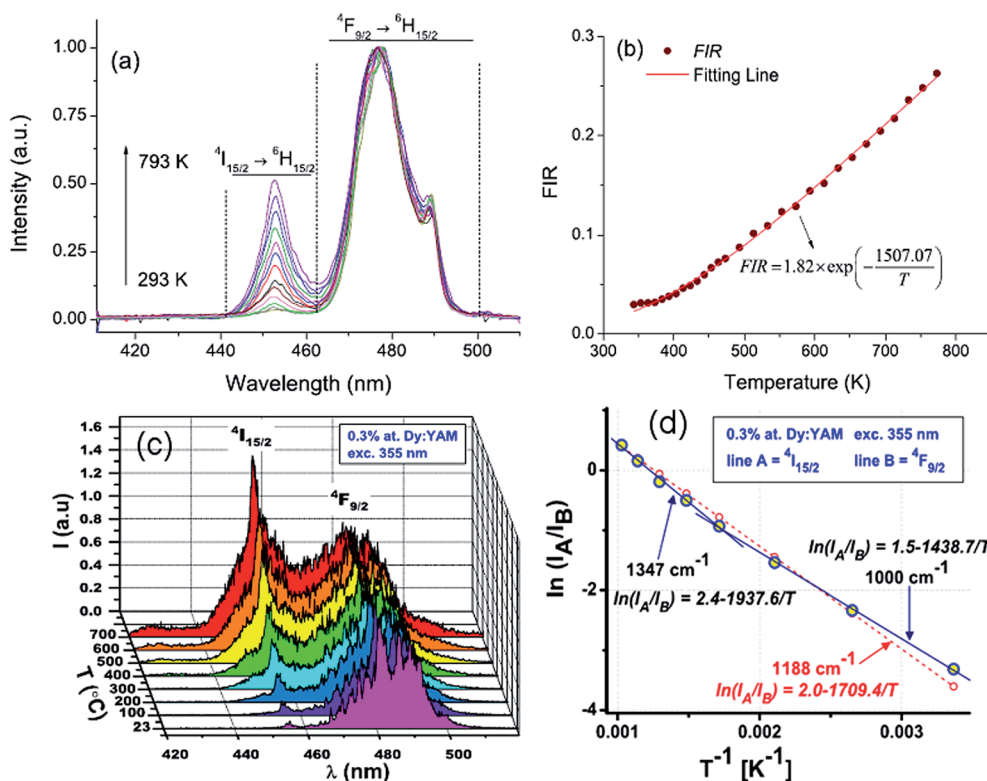 (a)
⁴F₉/₂ → ⁶H₁₅/₂
⁴I₁₅/₂ → ⁶H₁₅/₂
793 K
293 K
1.00
0.75
0.50
0.25
0.00
Intensity (a.u.)
420 440 460 480 500
Wavelength (nm)
(b)
FIR
Fitting Line
FIR = 1.82 × exp(−1507.07/T)
0.3
0.2
0.1
0.0
FIR
300 400 500 600 700 800
Temperature (K)
(c)
⁴I₁₅/₂
0.3% at. Dy:YAM
exc. 355 nm
⁴F₉/₂
1.6
1.4
1.2
1.0
0.8
0.6
0.4
0.2
0.0
I (a.u)
700
600
500
400
300
200
100
23
T (°C)
420 440 460 480 500
λ (nm)
(d)
0.3% at. Dy:YAM exc. 355 nm
line A = ⁴I₁₅/₂ line B = ⁴F₉/₂
0
-2
-4
ln (I_A/I_B)
1347 cm⁻¹
ln(I_A/I_B) = 2.4-1937.6/T
ln(I_A/I_B) = 1.5-1438.7/T
1000 cm⁻¹
1188 cm⁻¹
ln(I_A/I_B) = 2.0-1709.4/T
0.001 0.002 0.003
T⁻¹ [K⁻¹]